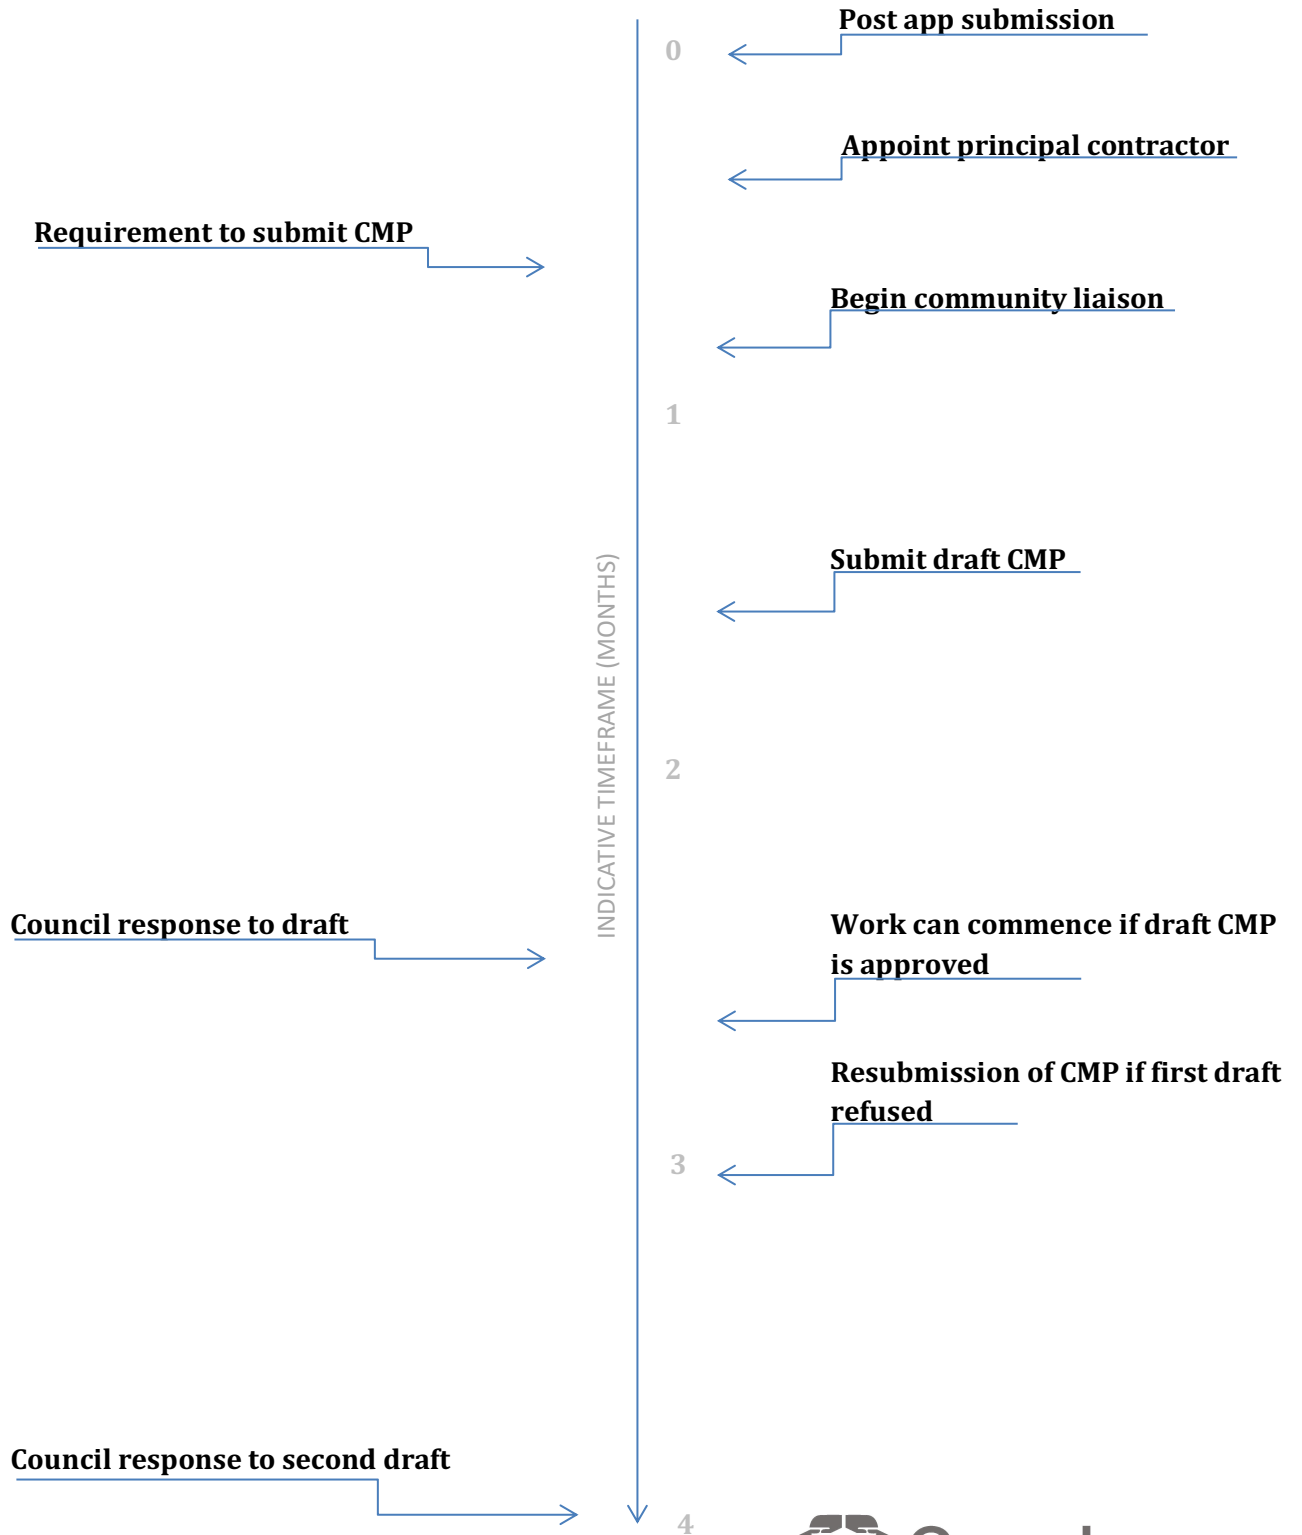 Post app submission
0
Appoint principal contractor
Requirement to submit CMP
Begin community liaison
1
Submit draft CMP
INDICATIVE TIMEFRAME (MONTHS)
2
Council response to draft
Work can commence if draft CMP
is approved
Resubmission of CMP if first draft
refused
3
Council response to second draft
4